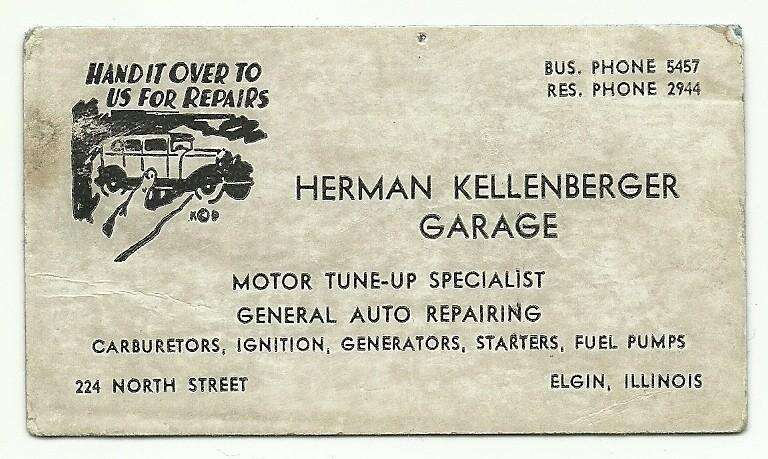 HAND IT OVER TO
US FOR REPAIRS
K©D
BUS. PHONE 5457
RES. PHONE 2944
HERMAN KELLENBERGER
GARAGE
MOTOR TUNE-UP SPECIALIST
GENERAL AUTO REPAIRING
CARBURETORS, IGNITION, GENERATORS, STARTERS, FUEL PUMPS
224 NORTH STREET
ELGIN, ILLINOIS